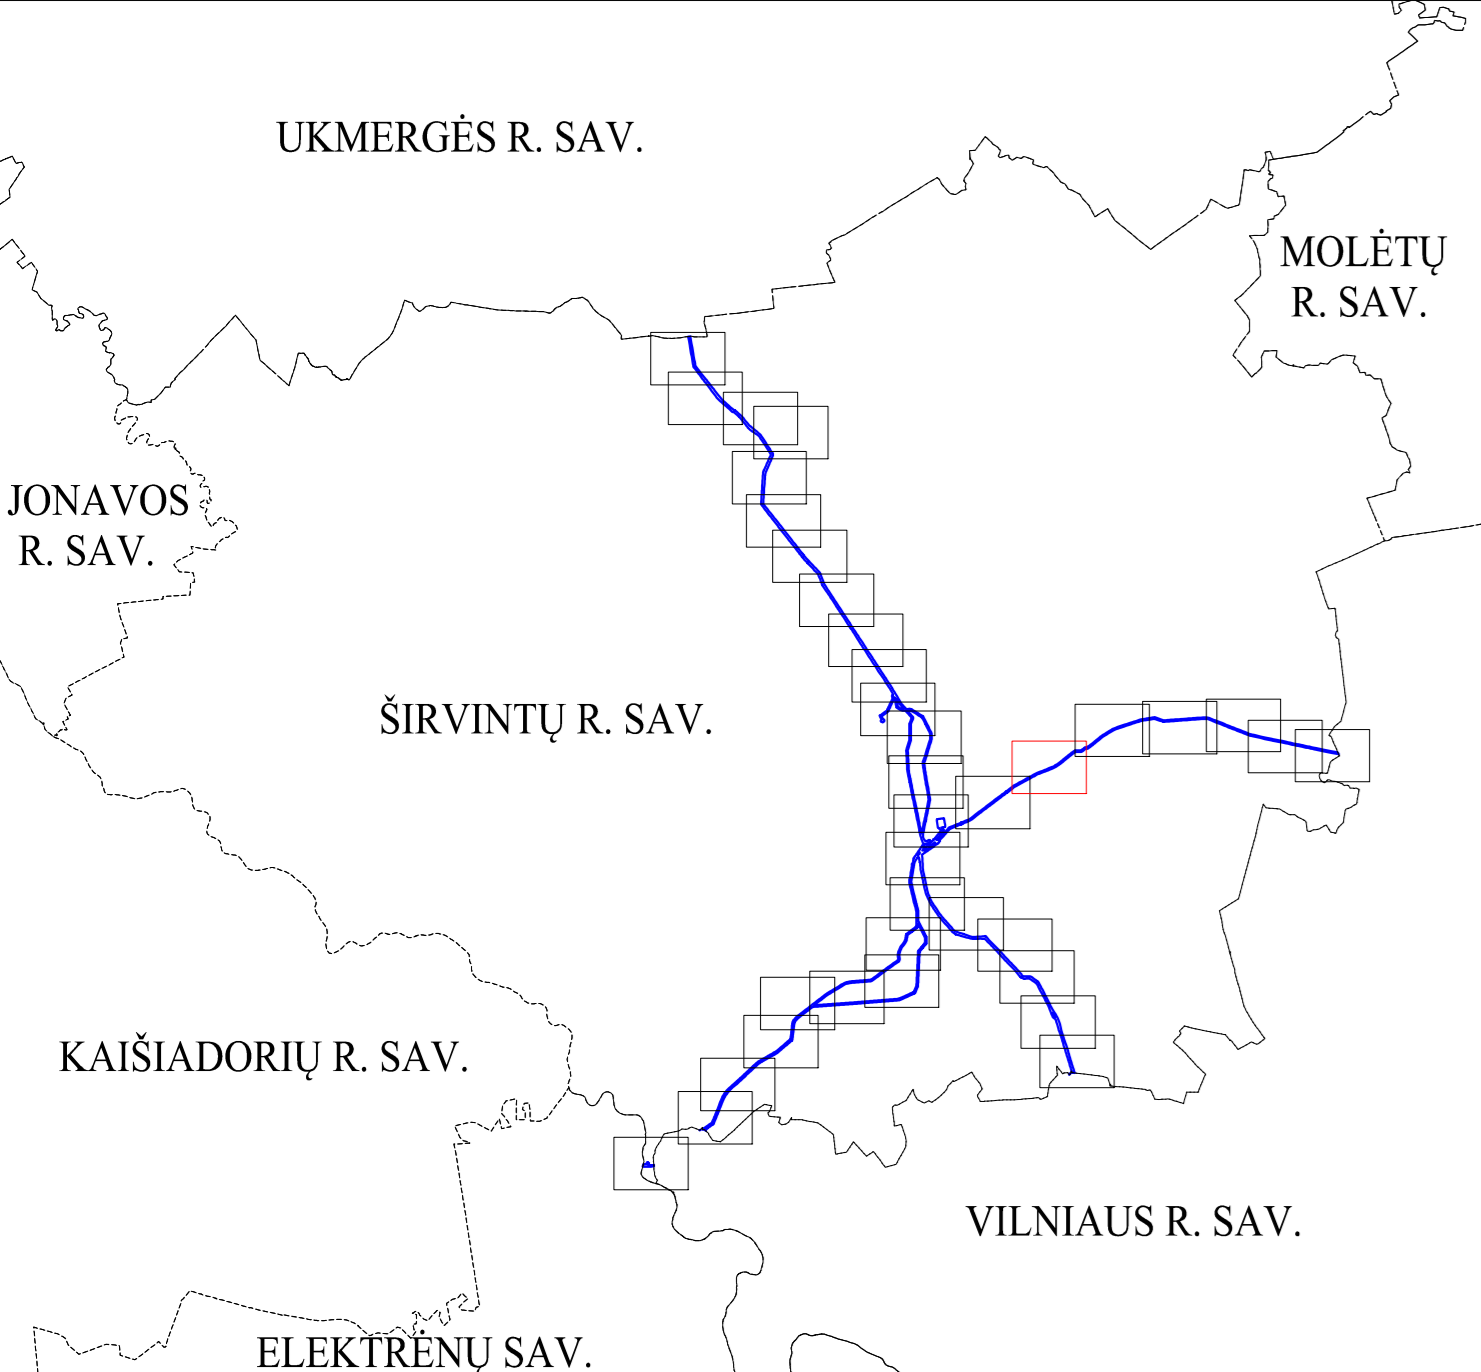 UKMERGĖS R. SAV.
MOLĖTŲ
R. SAV.
JONAVOS
R. SAV.
ŠIRVINTŲ R. SAV.
KAIŠIADORIŲ R. SAV.
VILNIAUS R. SAV.
ELEKTRĖNŲ SAV.